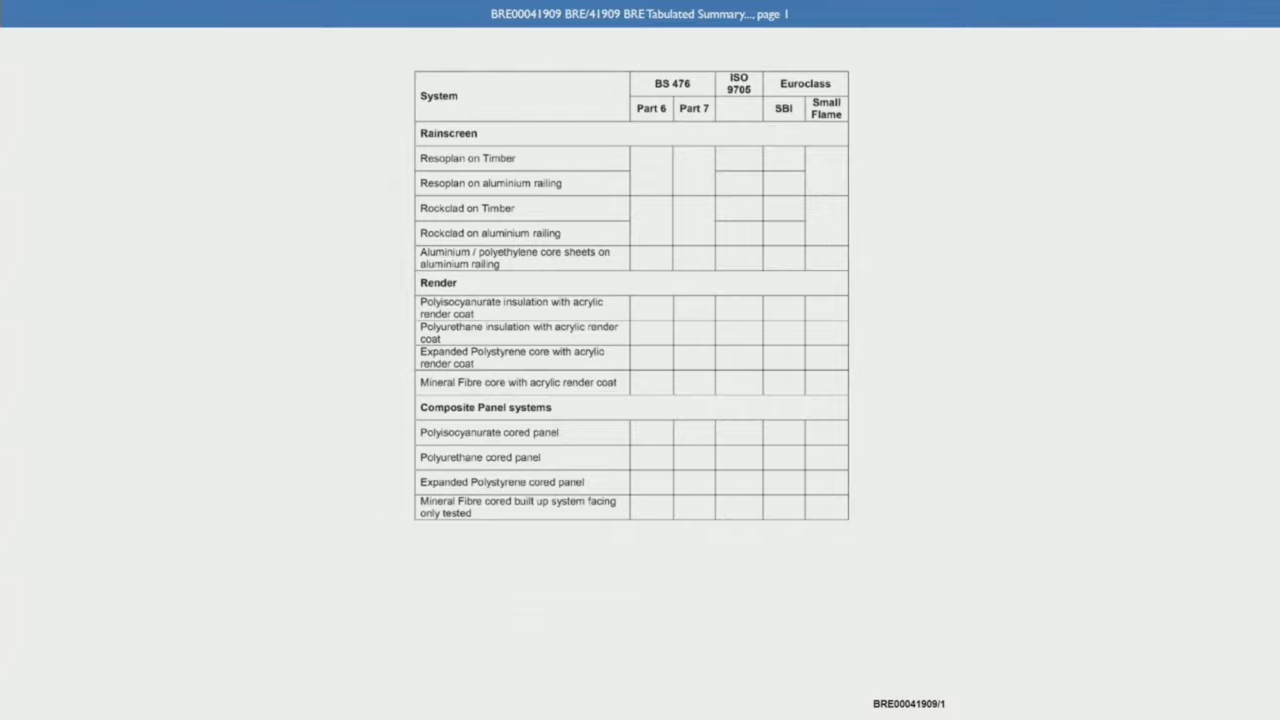 BRE00041909 BRE/41909 BRE Tabulated Summary..., page 1
System
BS 476
ISO
9705
Euroclass
Part 6
Part 7
SBI
Small
Flame
Rainscreen
Resoplan on Timber
Resoplan on aluminium railing
Rockclad on Timber
Rockclad on aluminium railing
Aluminium / polyethylene core sheets on
aluminium railing
Render
Polyisocyanurate insulation with acrylic
render coat
Polyurethane insulation with acrylic render
coat
Expanded Polystyrene core with acrylic
render coat
Mineral Fibre core with acrylic render coat
Composite Panel systems
Polyisocyanurate cored panel
Polyurethane cored panel
Expanded Polystyrene cored panel
Mineral Fibre cored built up system facing
only tested
BRE00041909/1